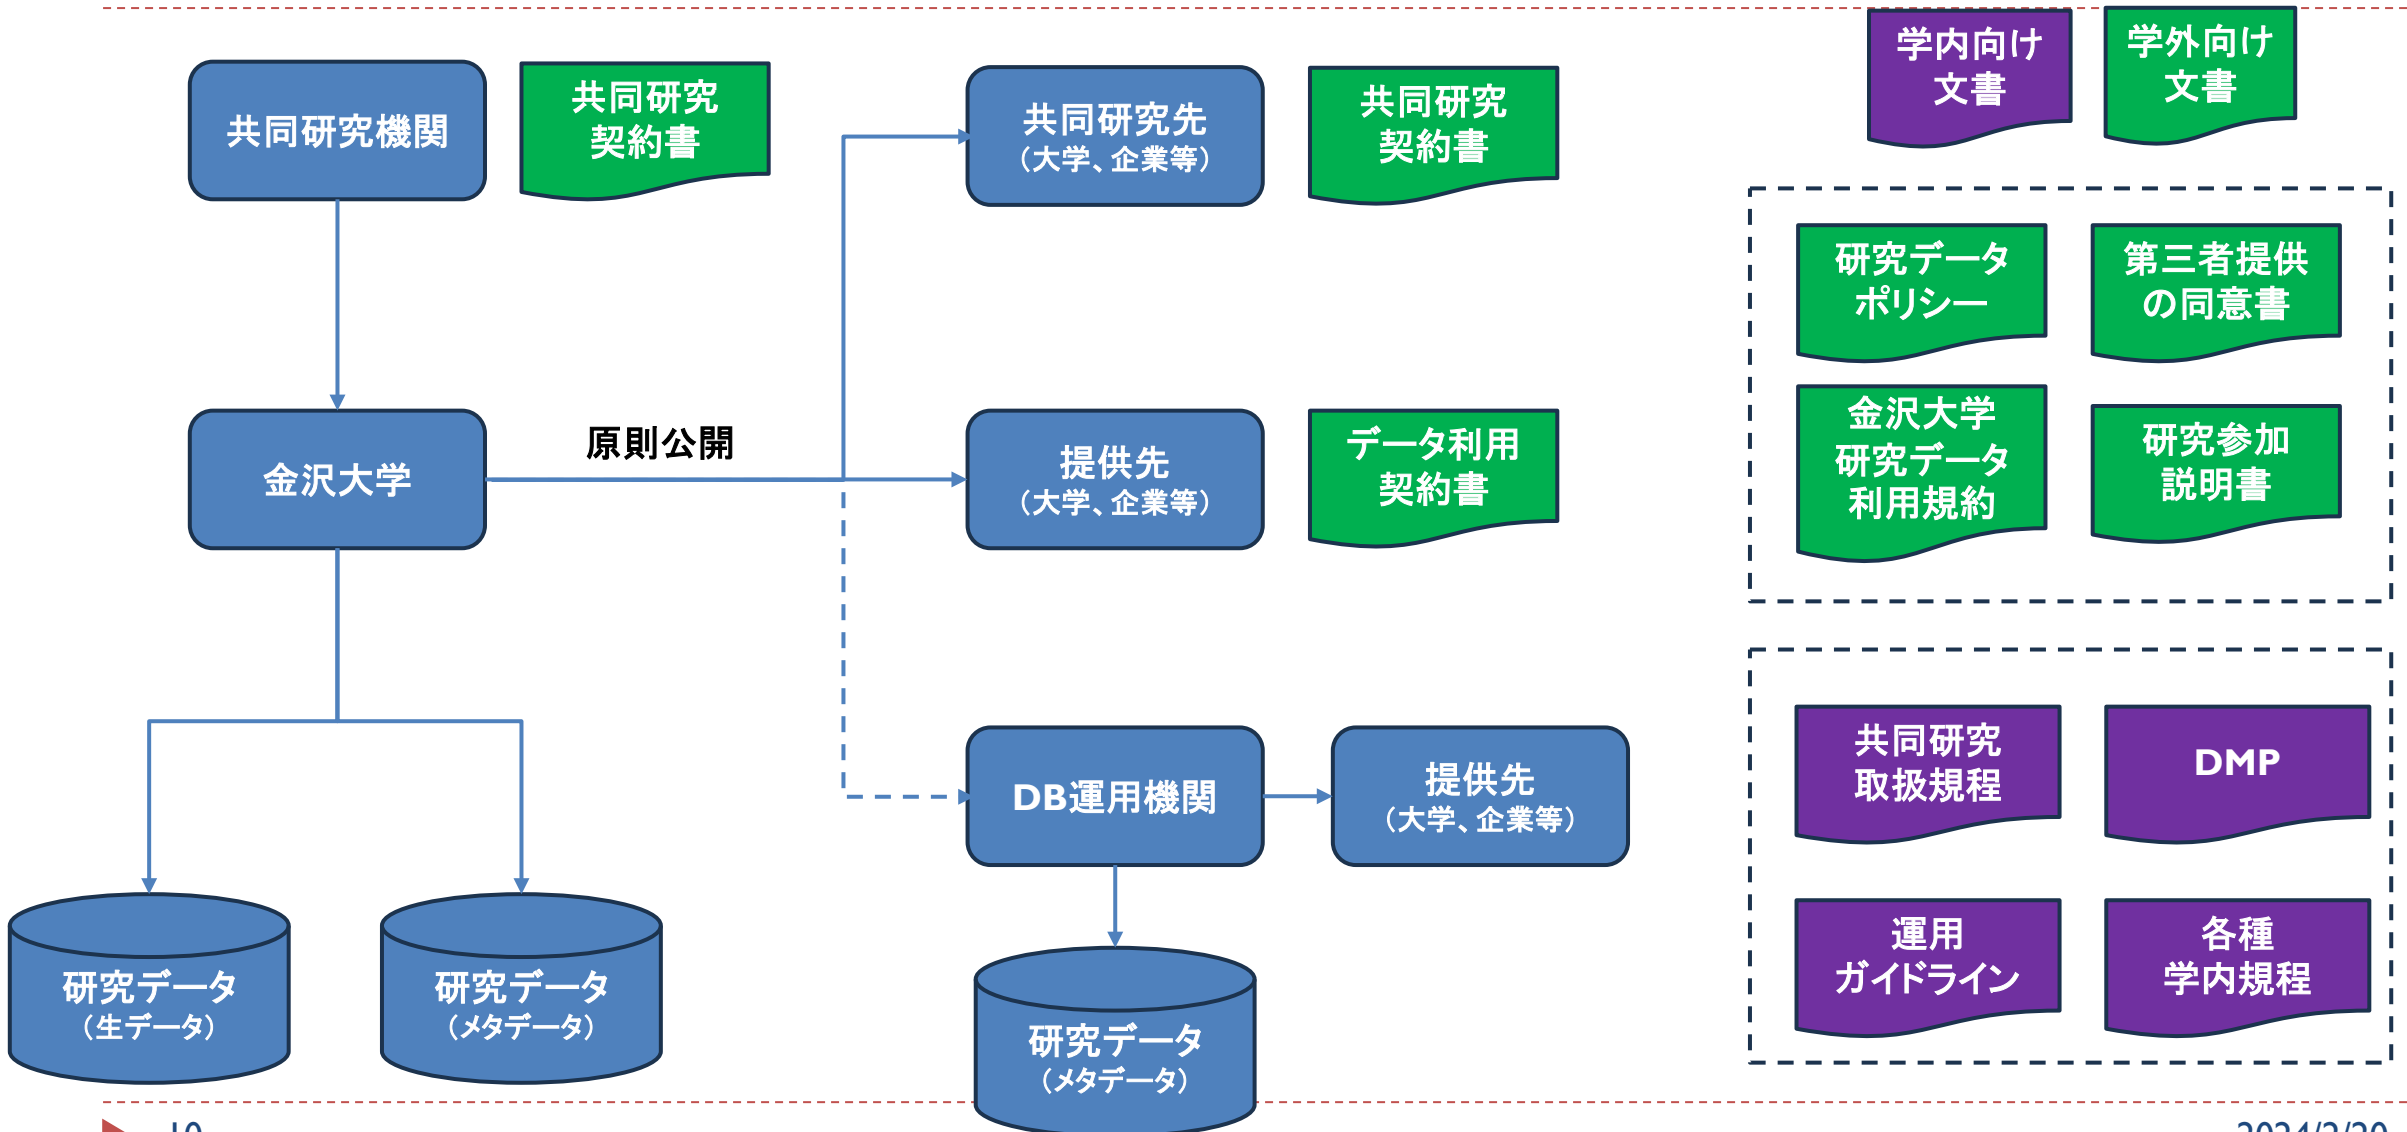 学内向け
文書
学外向け
文書
共同研究機関
共同研究
契約書
共同研究先
（大学、企業等）
共同研究
契約書
研究データ
ポリシー
第三者提供
の同意書
金沢大学
原則公開
提供先
（大学、企業等）
データ利用
契約書
金沢大学
研究データ
利用規約
研究参加
説明書
DB運用機関
提供先
（大学、企業等）
共同研究
取扱規程
DMP
運用
ガイドライン
各種
学内規程
研究データ
（生データ）
研究データ
（メタデータ）
研究データ
（メタデータ）
10
2024/2/20